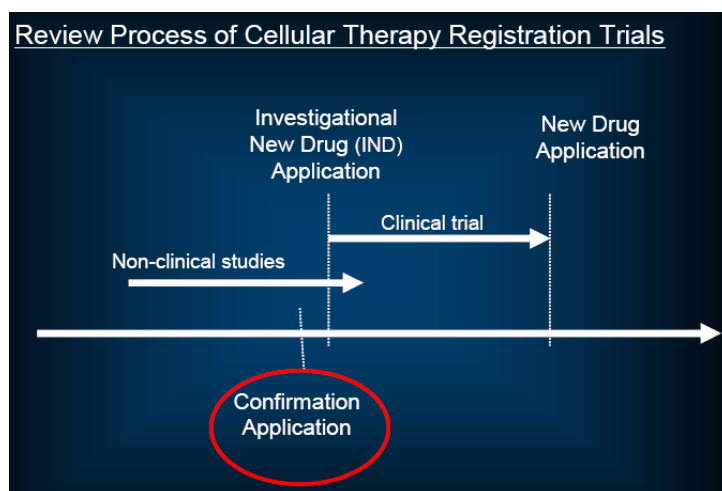 Review Process of Cellular Therapy Registration Trials
Investigational
New Drug (IND)
Application
New Drug
Application
Clinical trial
Non-clinical studies
Confirmation
Application